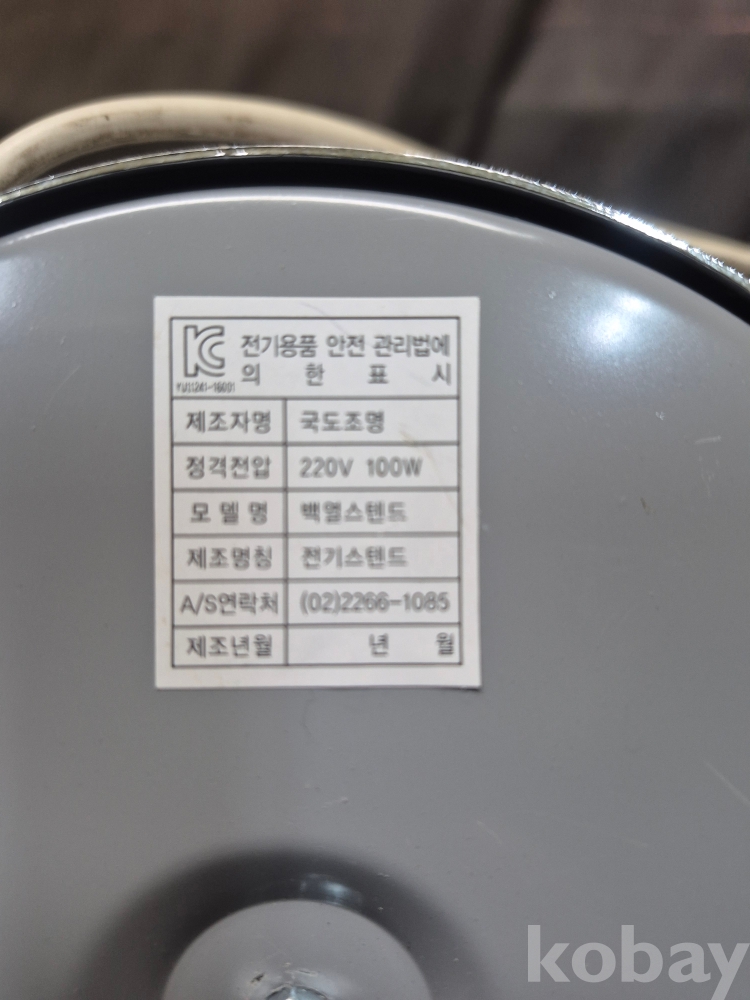 KC 전기용품 안전 관리법에
의 한 표 시
YU11241-16001
제조자명 국도조명
정격전압 220V 100W
모 델 명 백열스텐드
제조명칭 전기스텐드
A/S연락처 (02)2266-1085
제조년월 년 월
kobay